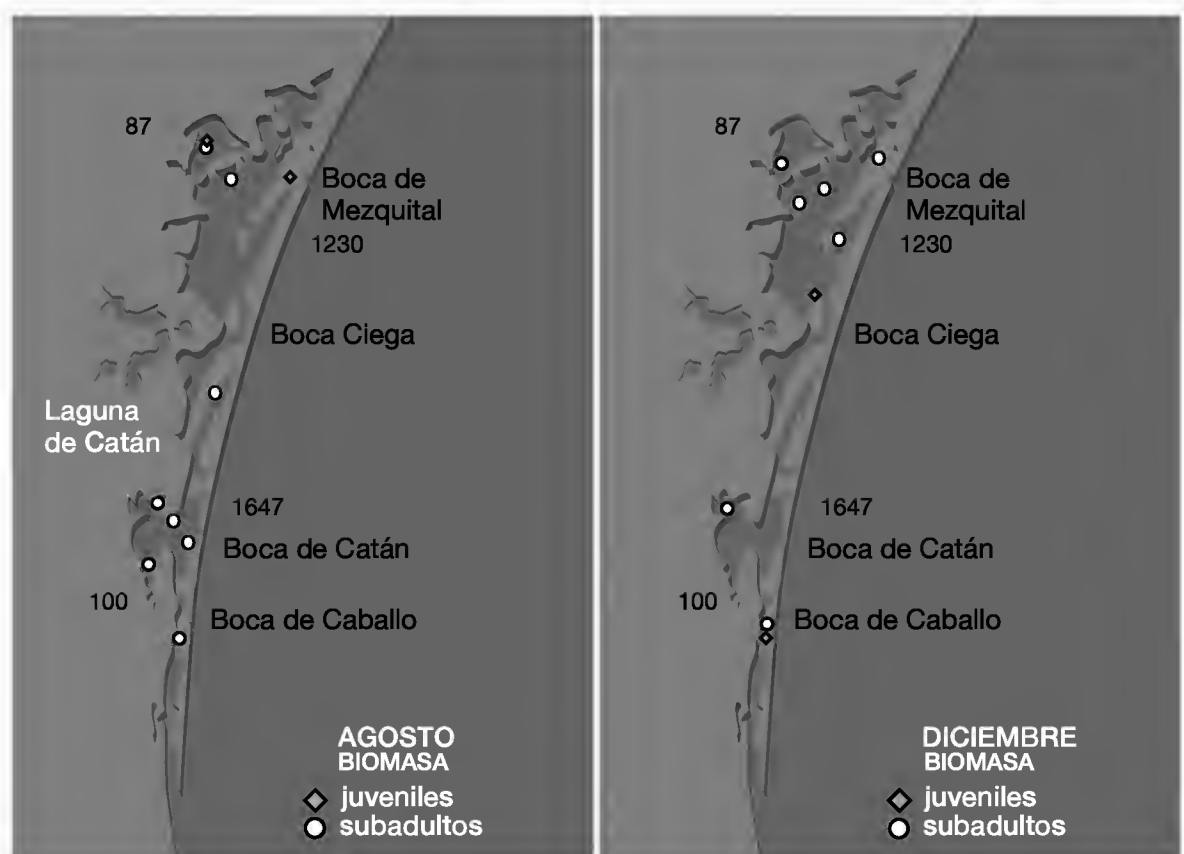 87
Boca de
Mezquital
1230
Boca Ciega
Laguna
de Catán
1647
Boca de Catán
100
Boca de Caballo
AGOSTO
BIOMASA
juveniles
subadultos
87
Boca de
Mezquital
1230
Boca Ciega
1647
Boca de Catán
100
Boca de Caballo
DICIEMBRE
BIOMASA
juveniles
subadultos